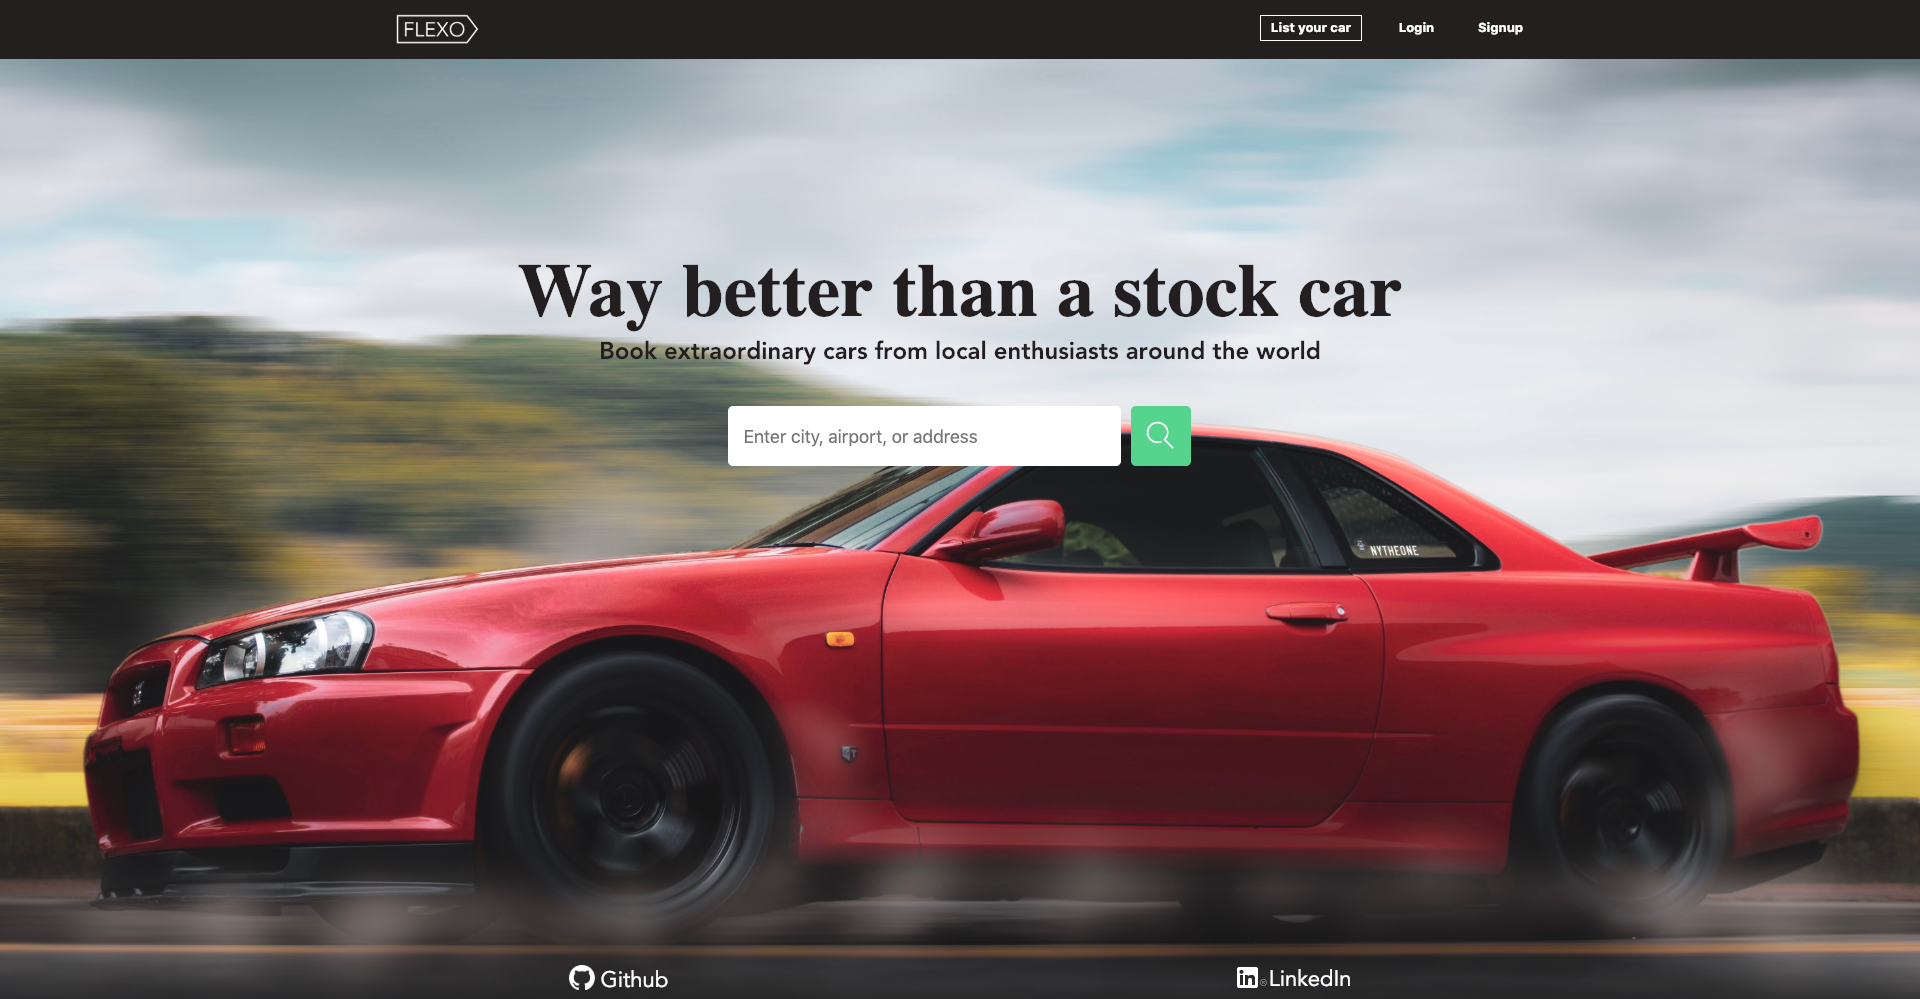 FLEXO
List your car
Login
Signup
Way better than a stock car
Book extraordinary cars from local enthusiasts around the world
Enter city, airport, or address
NYTHEONE
Github
in® LinkedIn